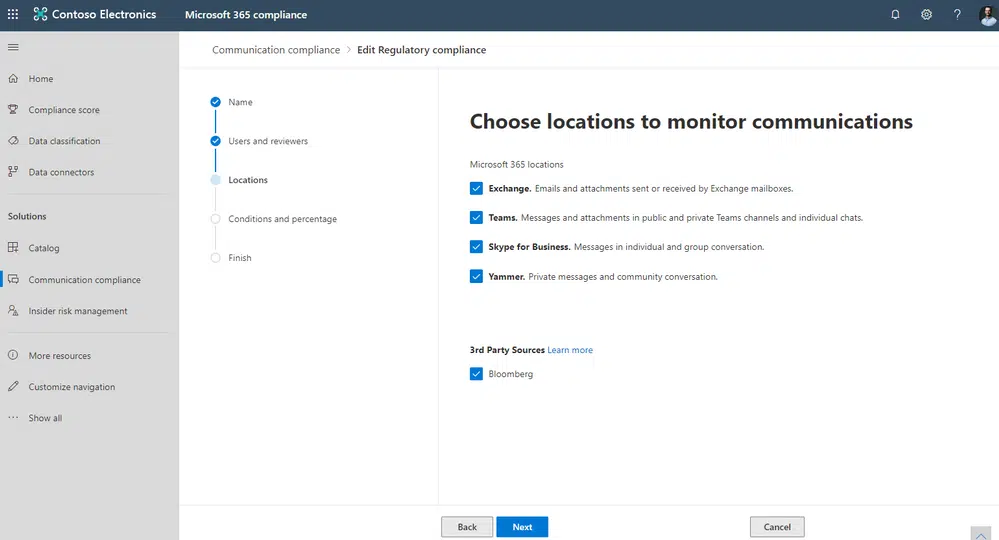 Contoso Electronics
Microsoft 365 compliance
?
Home
Compliance score
Data classification
Data connectors
Solutions
Catalog
Communication compliance
Insider risk management
More resources
Customize navigation
Show all
Communication compliance > Edit Regulatory compliance
Name
Users and reviewers
Locations
Conditions and percentage
Finish
Choose locations to monitor communications
Microsoft 365 locations
Exchange. Emails and attachments sent or received by Exchange mailboxes.
Teams. Messages and attachments in public and private Teams channels and individual chats.
Skype for Business. Messages in individual and group conversation.
Yammer. Private messages and community conversation.
3rd Party Sources Learn more
Bloomberg
Back
Next
Cancel